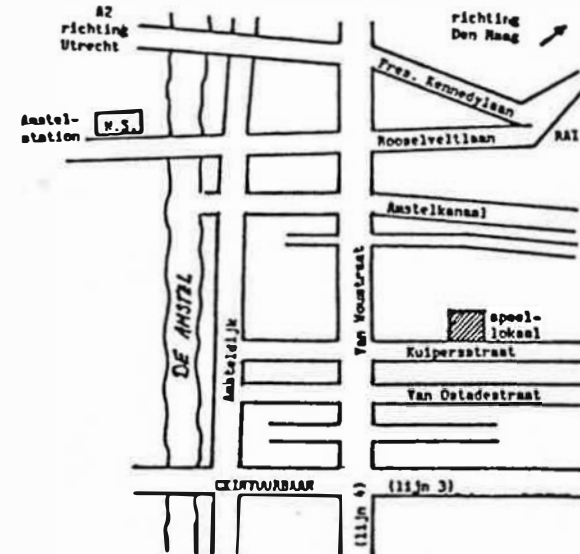 A2
richting
Utrecht
richting
Den Haag
Pres. Kennedylaan
Amstel-
station
N.S.
Rooseveltlaan
RAI
Amstelkanaal
DE AMSTEL
Amsteldijk
Van Woustraat
speel-
lokaal
Kuipersstraat
Van Ostadestraat
CEINTUURBAAN
(lijn 4)
(lijn 3)